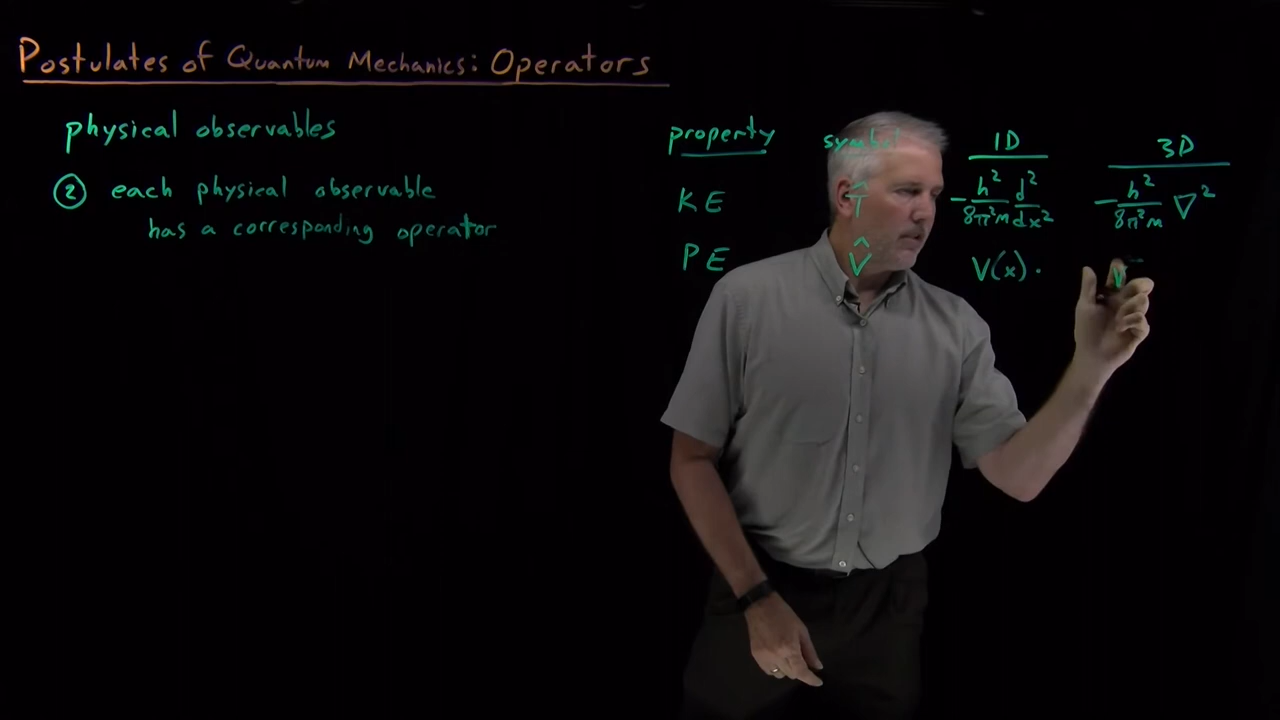 Postulates of Quantum Mechanics: Operators
physical observables
② each physical observable
has a corresponding operator
property symbol 1D 3D
KE T̂ -h²/8π²m d²/dx² -h²/8π²m ∇²
PE V̂ V(x)· V